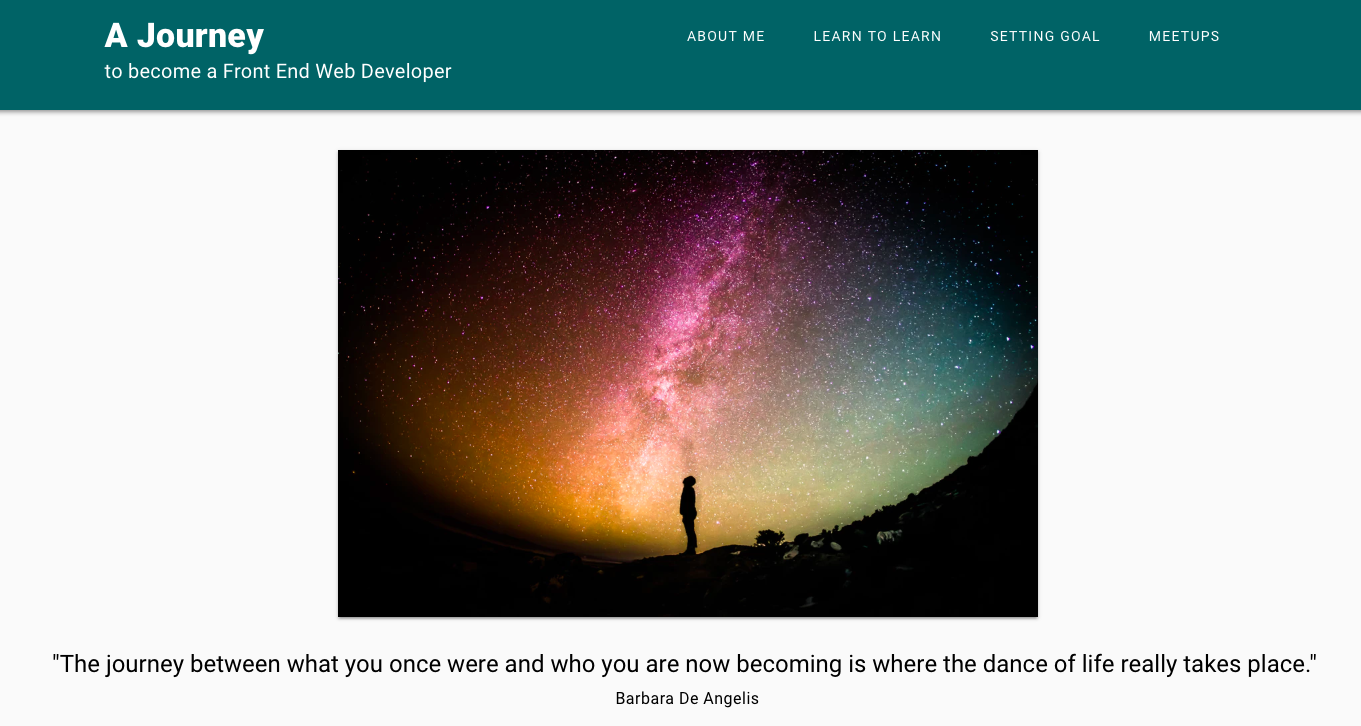 A Journey
to become a Front End Web Developer
ABOUT ME
LEARN TO LEARN
SETTING GOAL
MEETUPS
"The journey between what you once were and who you are now becoming is where the dance of life really takes place."
Barbara De Angelis